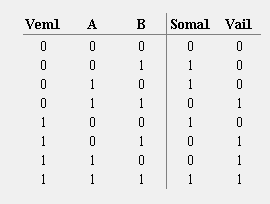 Vem1 A B Somal Vail
0 0 0 0 0
0 0 1 1 0
0 1 0 1 0
0 1 1 0 1
1 0 0 1 0
1 0 1 0 1
1 1 0 0 1
1 1 1 1 1